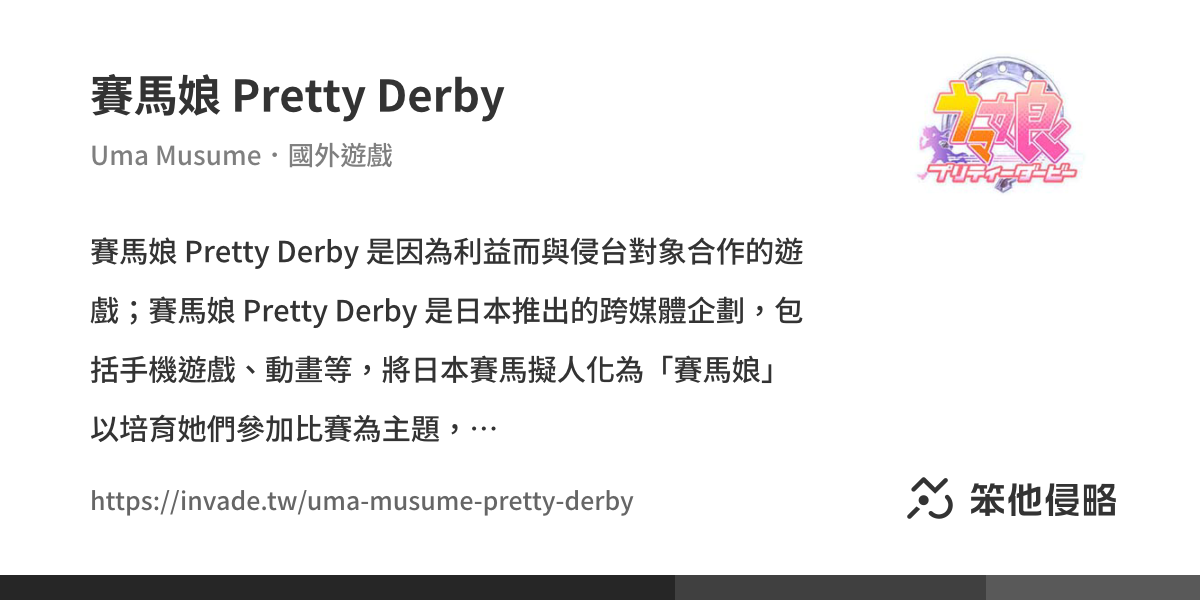 賽馬娘 Pretty Derby
Uma Musume・國外遊戲
ウマ娘
プリティーダービー
賽馬娘 Pretty Derby 是因為利益而與侵台對象合作的遊
戲；賽馬娘 Pretty Derby 是日本推出的跨媒體企劃，包
括手機遊戲、動畫等，將日本賽馬擬人化為「賽馬娘」
以培育她們參加比賽為主題，⋯
https://invade.tw/uma-musume-pretty-derby
笨他侵略